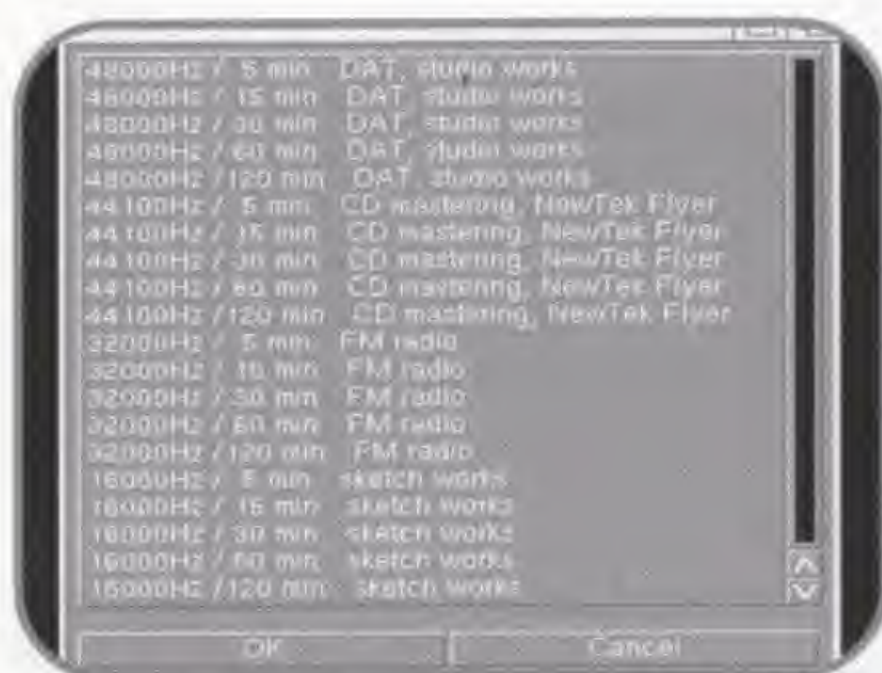 48000Hz / 5 min DAT, studio works
48000Hz / 15 min DAT, studio works
48000Hz / 30 min DAT, studio works
48000Hz / 60 min DAT, studio works
48000Hz /120 min DAT, studio works
44100Hz / 5 min CD mastering, NewTek Flyer
44100Hz / 15 min CD mastering, NewTek Flyer
44100Hz / 30 min CD mastering, NewTek Flyer
44100Hz / 60 min CD mastering, NewTek Flyer
44100Hz /120 min CD mastering, NewTek Flyer
32000Hz / 5 min FM radio
32000Hz / 15 min FM radio
32000Hz / 30 min FM radio
32000Hz / 60 min FM radio
32000Hz /120 min FM radio
16000Hz / 5 min sketch works
16000Hz / 15 min sketch works
16000Hz / 30 min sketch works
16000Hz / 60 min sketch works
16000Hz /120 min sketch works
OK Cancel